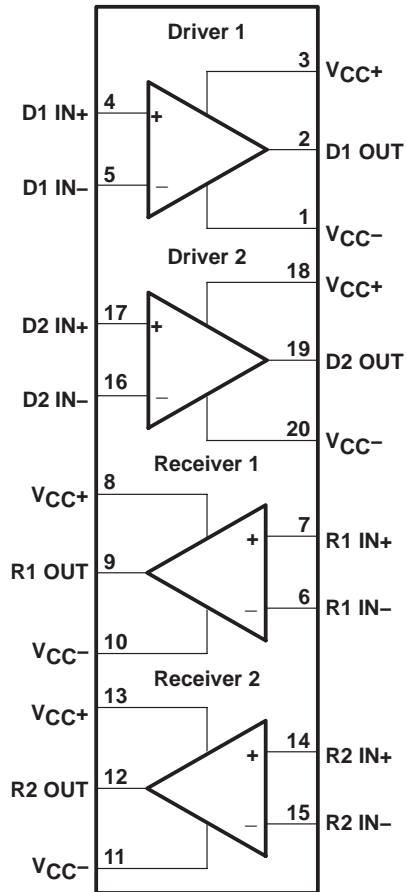 Driver 1
3 VCC+
D1 IN+ 4
+
2 D1 OUT
D1 IN− 5
−
1 VCC−
Driver 2
18 VCC+
D2 IN+ 17
+
19 D2 OUT
D2 IN− 16
−
20 VCC−
Receiver 1
VCC+ 8
+
7 R1 IN+
R1 OUT 9
−
6 R1 IN−
VCC− 10
Receiver 2
VCC+ 13
+
14 R2 IN+
R2 OUT 12
−
15 R2 IN−
VCC− 11